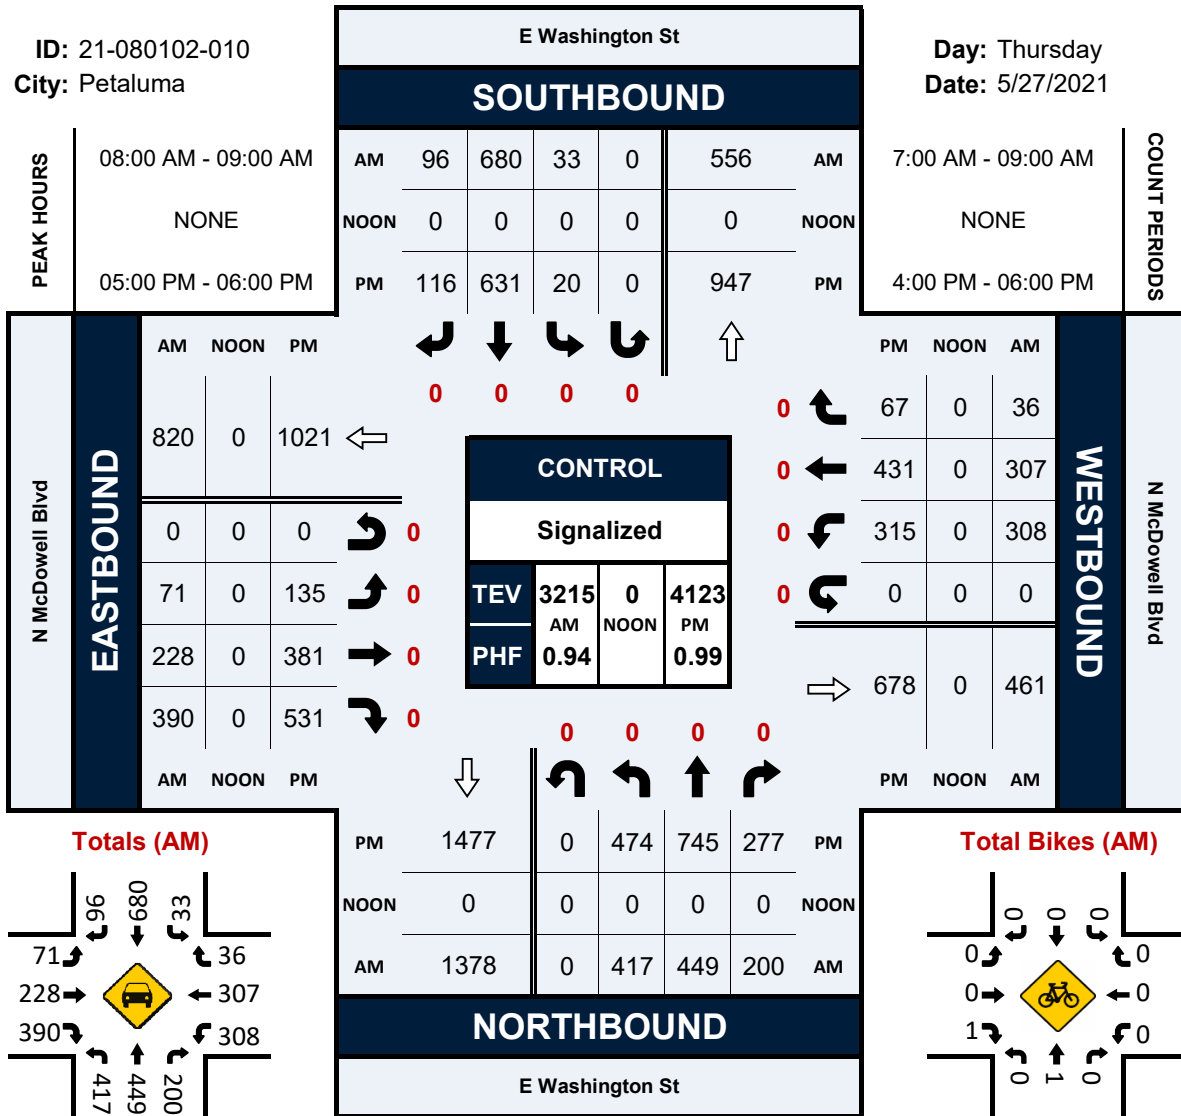 E Washington St
ID: 21-080102-010
Day: Thursday
City: Petaluma
Date: 5/27/2021
SOUTHBOUND
PEAK HOURS
08:00 AM - 09:00 AM
NONE
05:00 PM - 06:00 PM
AM 96 680 33 0 556 AM
NOON 0 0 0 0 0 NOON
PM 116 631 20 0 947 PM
7:00 AM - 09:00 AM
NONE
4:00 PM - 06:00 PM
COUNT PERIODS
0 0 0 0
N McDowell Blvd
EASTBOUND
AM NOON PM
820 0 1021
0 0 0 0
71 0 135 0
228 0 381 0
390 0 531 0
AM NOON PM
CONTROL
Signalized
TEV 3215 0 4123
AM NOON PM
PHF 0.94 0.99
PM NOON AM
0 67 0 36
0 431 0 307
0 315 0 308
0 0 0 0
678 0 461
PM NOON AM
WESTBOUND
N McDowell Blvd
0 0 0 0
PM 1477 0 474 745 277 PM
NOON 0 0 0 0 0 NOON
AM 1378 0 417 449 200 AM
NORTHBOUND
E Washington St
Totals (AM)
96 680 33
71 36
228 307
390 308
417 449 200
Total Bikes (AM)
0 0 0
0 0
0 0
1 0
0 1 0